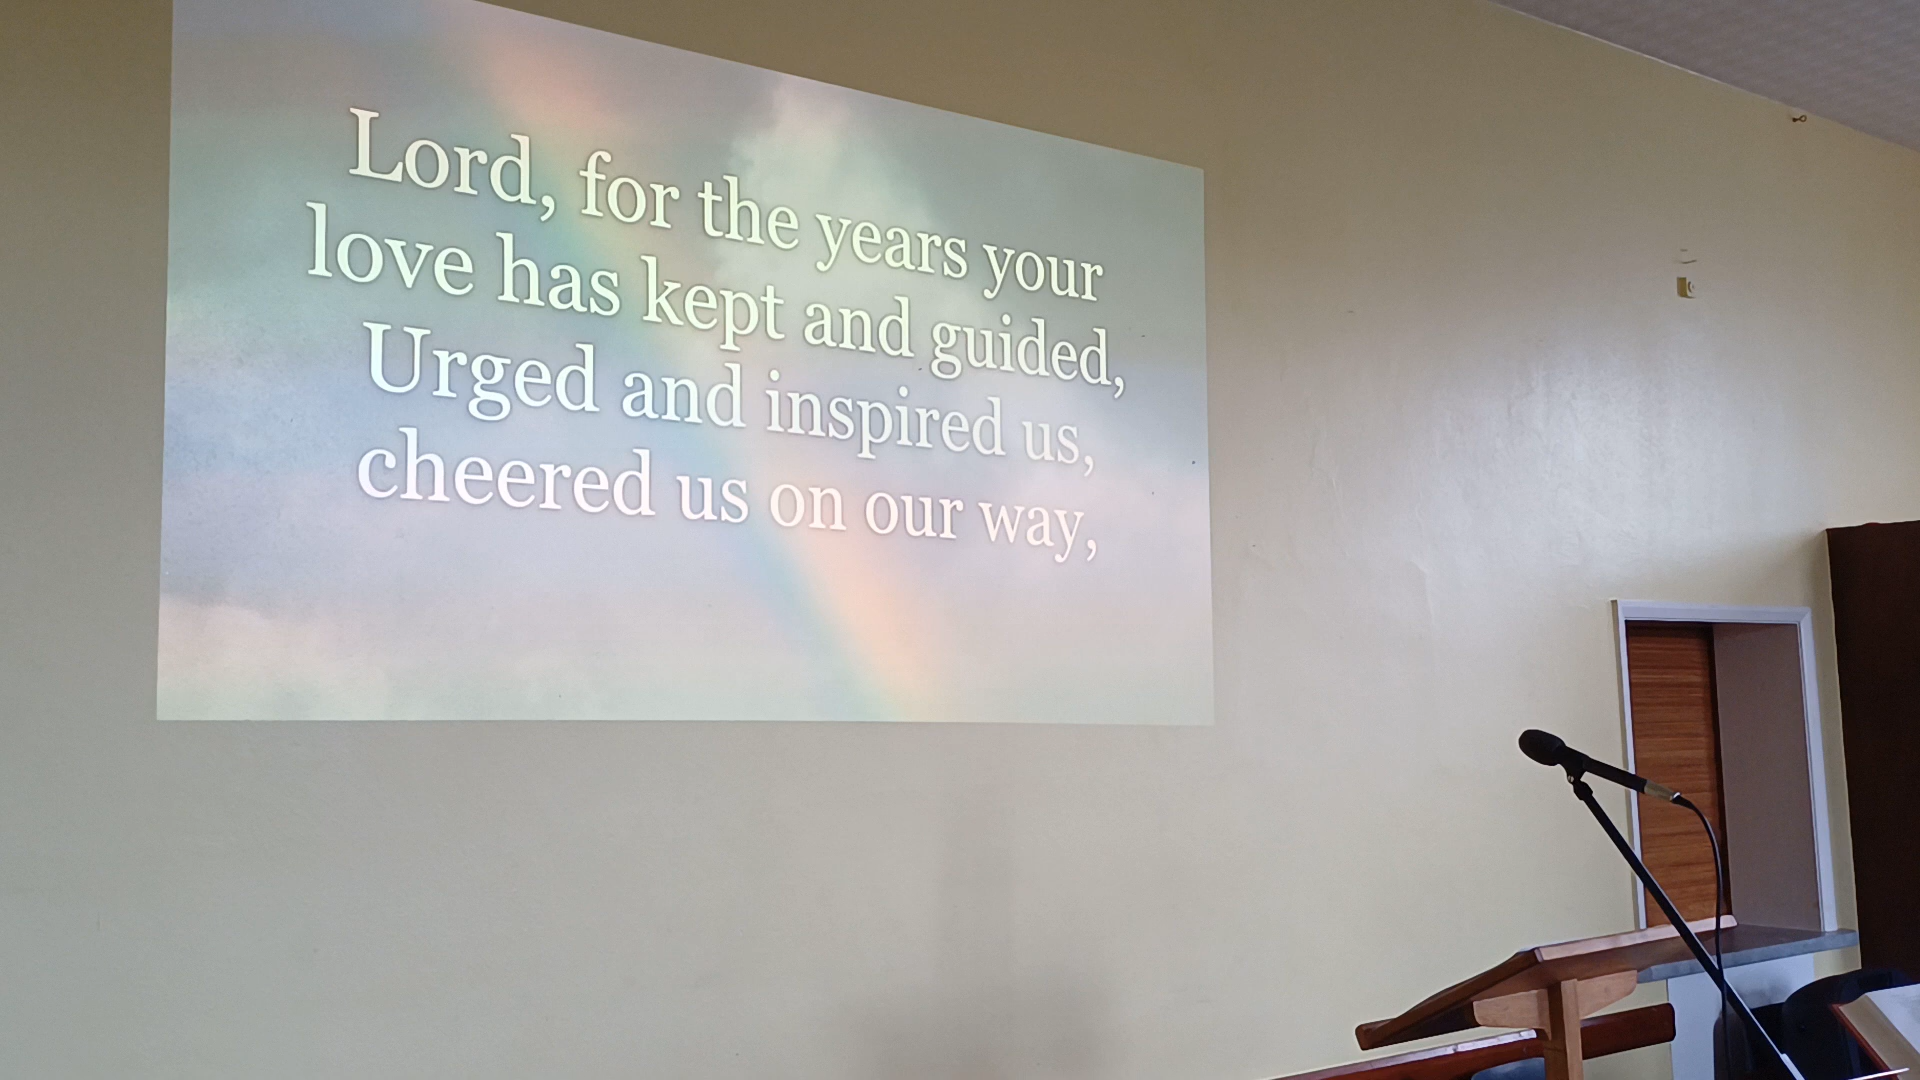 Lord, for the years your
love has kept and guided,
Urged and inspired us,
cheered us on our way,